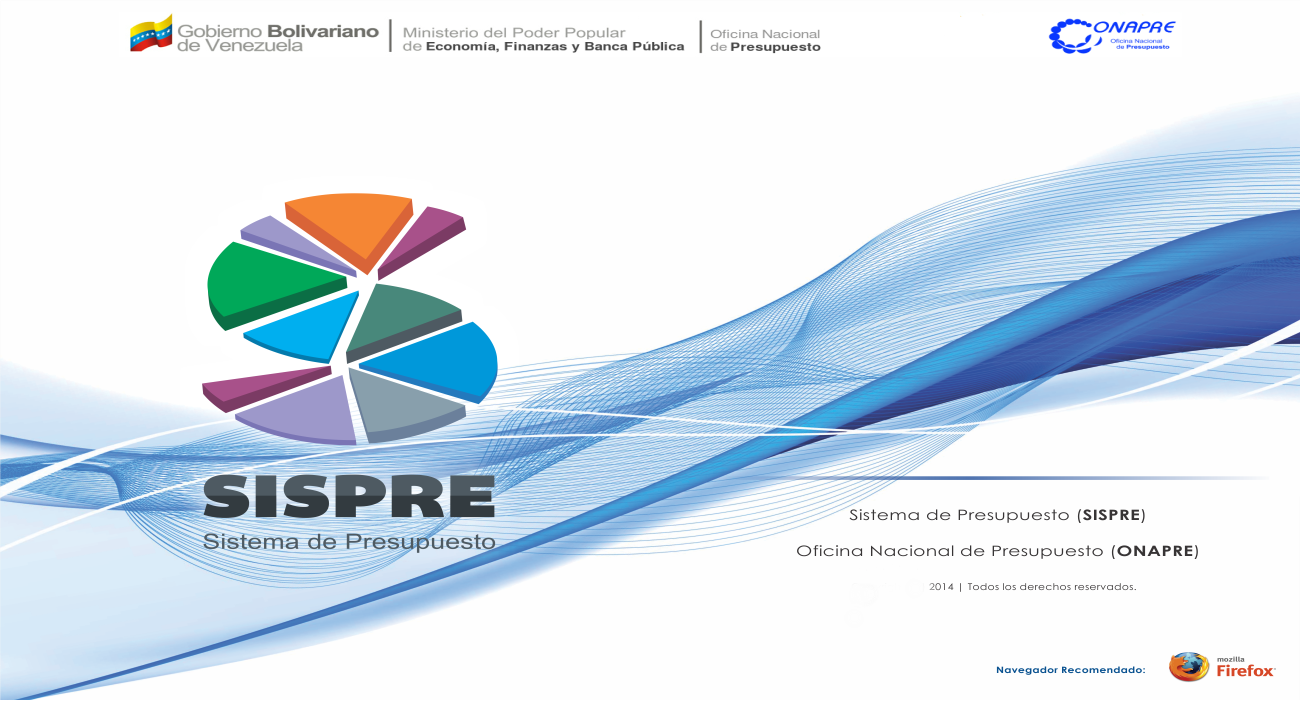 Gobierno Bolivariano
de Venezuela
Ministerio del Poder Popular
de Economía, Finanzas y Banca Pública
Oficina Nacional
de Presupuesto
ONAPRE
Oficina Nacional
de Presupuesto
SISPRE
Sistema de Presupuesto
Sistema de Presupuesto (SISPRE)
Oficina Nacional de Presupuesto (ONAPRE)
2014 | Todos los derechos reservados.
Navegador Recomendado:
mozilla
Firefox